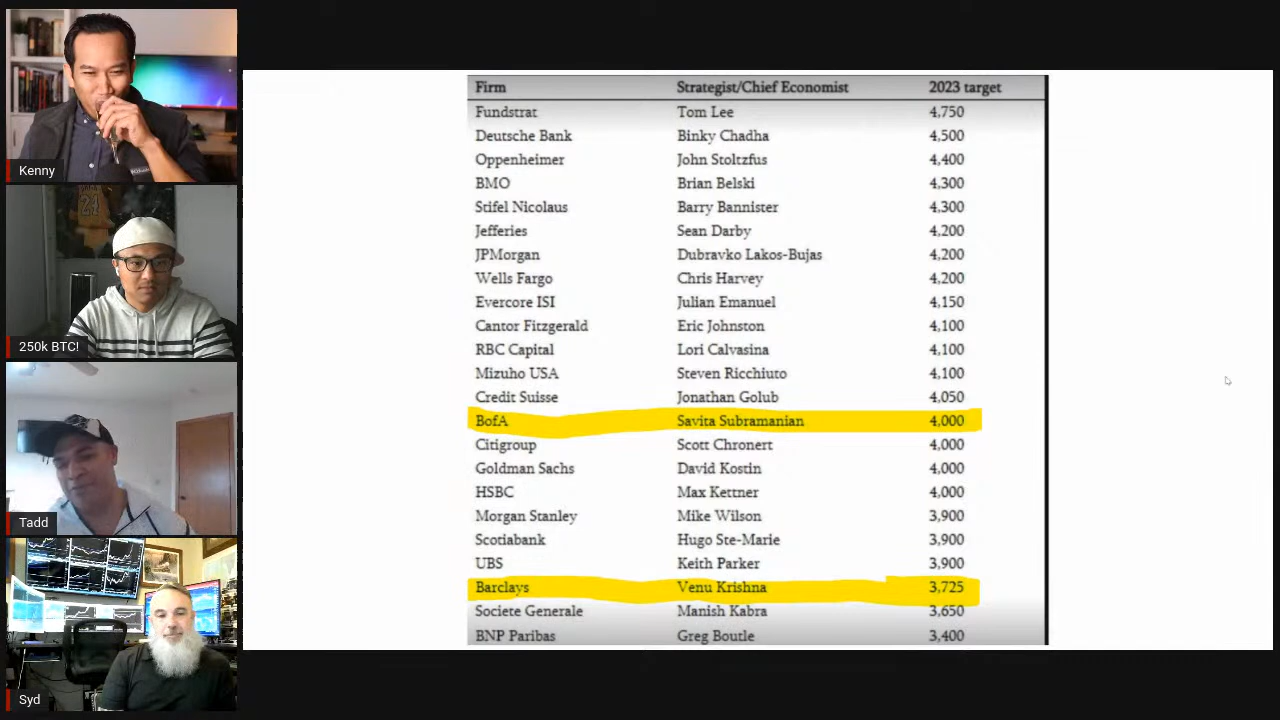 Kenny
24
250k BTC!
Tadd
Syd
Firm Strategist/Chief Economist 2023 target
Fundstrat Tom Lee 4,750
Deutsche Bank Binky Chadha 4,500
Oppenheimer John Stoltzfus 4,400
BMO Brian Belski 4,300
Stifel Nicolaus Barry Bannister 4,300
Jefferies Sean Darby 4,200
JPMorgan Dubravko Lakos-Bujas 4,200
Wells Fargo Chris Harvey 4,200
Evercore ISI Julian Emanuel 4,150
Cantor Fitzgerald Eric Johnston 4,100
RBC Capital Lori Calvasina 4,100
Mizuho USA Steven Ricchiuto 4,100
Credit Suisse Jonathan Golub 4,050
BofA Savita Subramanian 4,000
Citigroup Scott Chronert 4,000
Goldman Sachs David Kostin 4,000
HSBC Max Kettner 4,000
Morgan Stanley Mike Wilson 3,900
Scotiabank Hugo Ste-Marie 3,900
UBS Keith Parker 3,900
Barclays Venu Krishna 3,725
Societe Generale Manish Kabra 3,650
BNP Paribas Greg Boutle 3,400